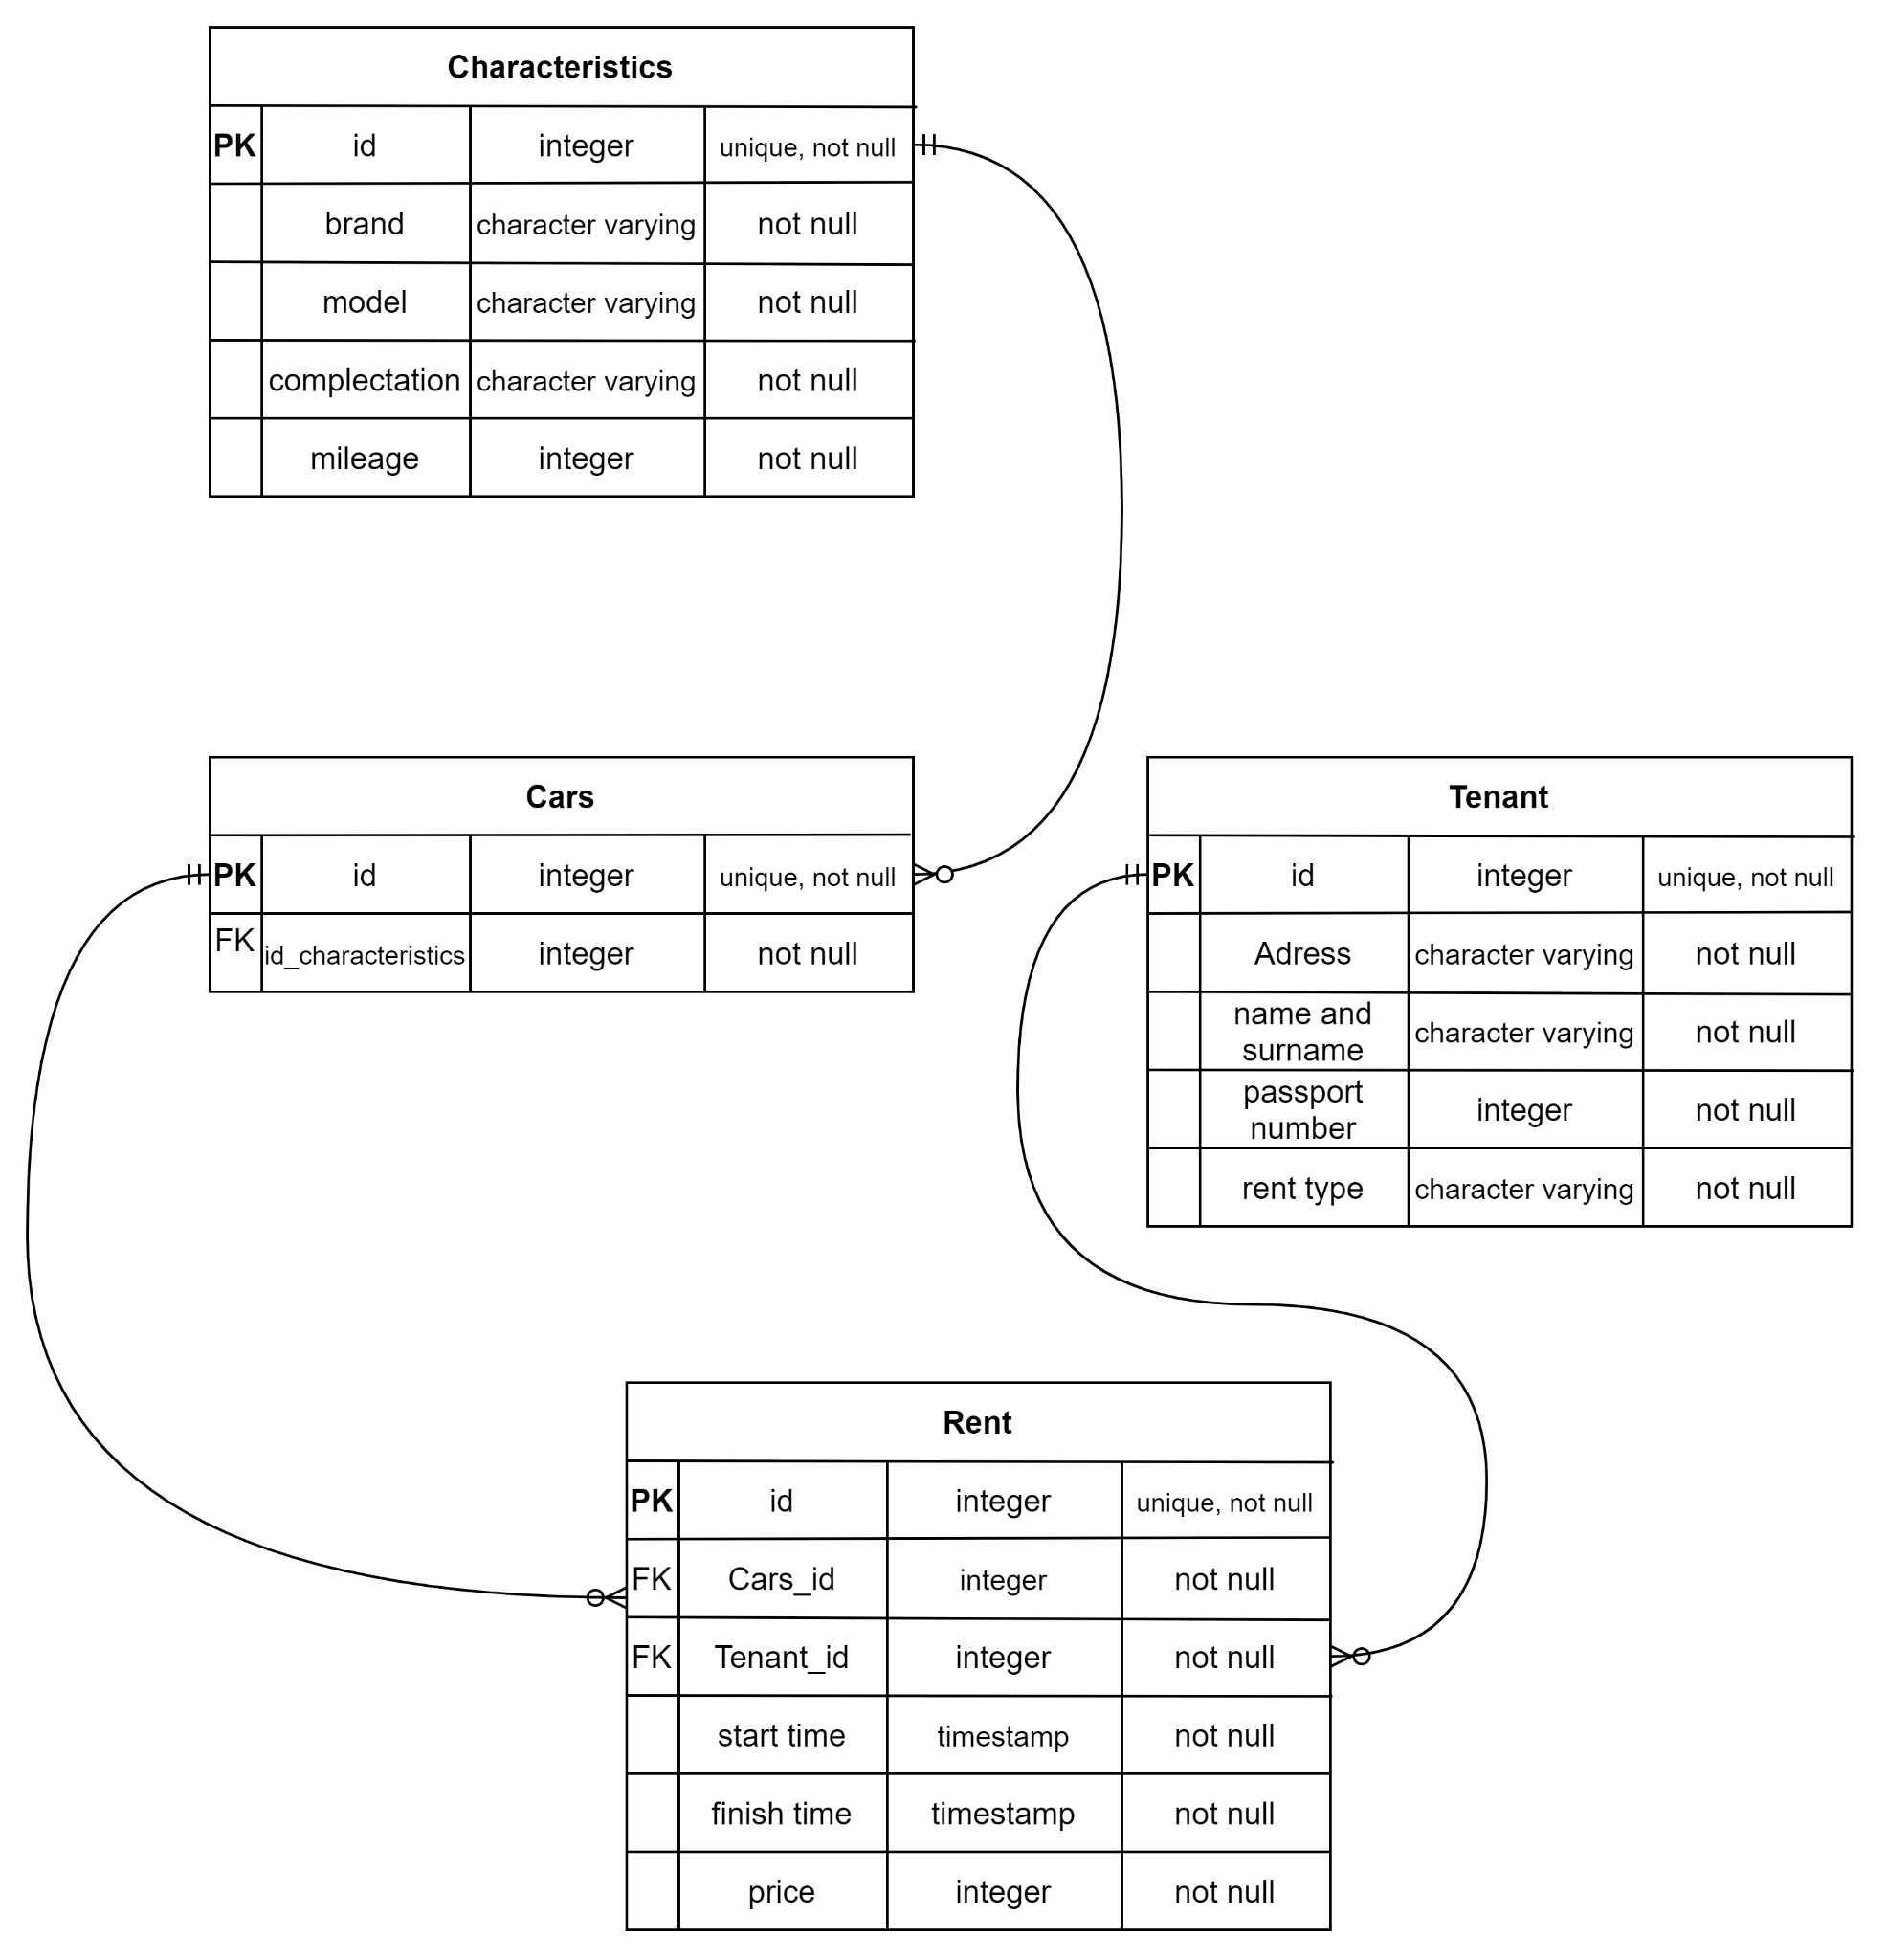 Characteristics
PK id integer unique, not null
brand character varying not null
model character varying not null
complectation character varying not null
mileage integer not null
Cars
PK id integer unique, not null
FK id_characteristics integer not null
Tenant
PK id integer unique, not null
Adress character varying not null
name and
surname character varying not null
passport
number integer not null
rent type character varying not null
Rent
PK id integer unique, not null
FK Cars_id integer not null
FK Tenant_id integer not null
start time timestamp not null
finish time timestamp not null
price integer not null